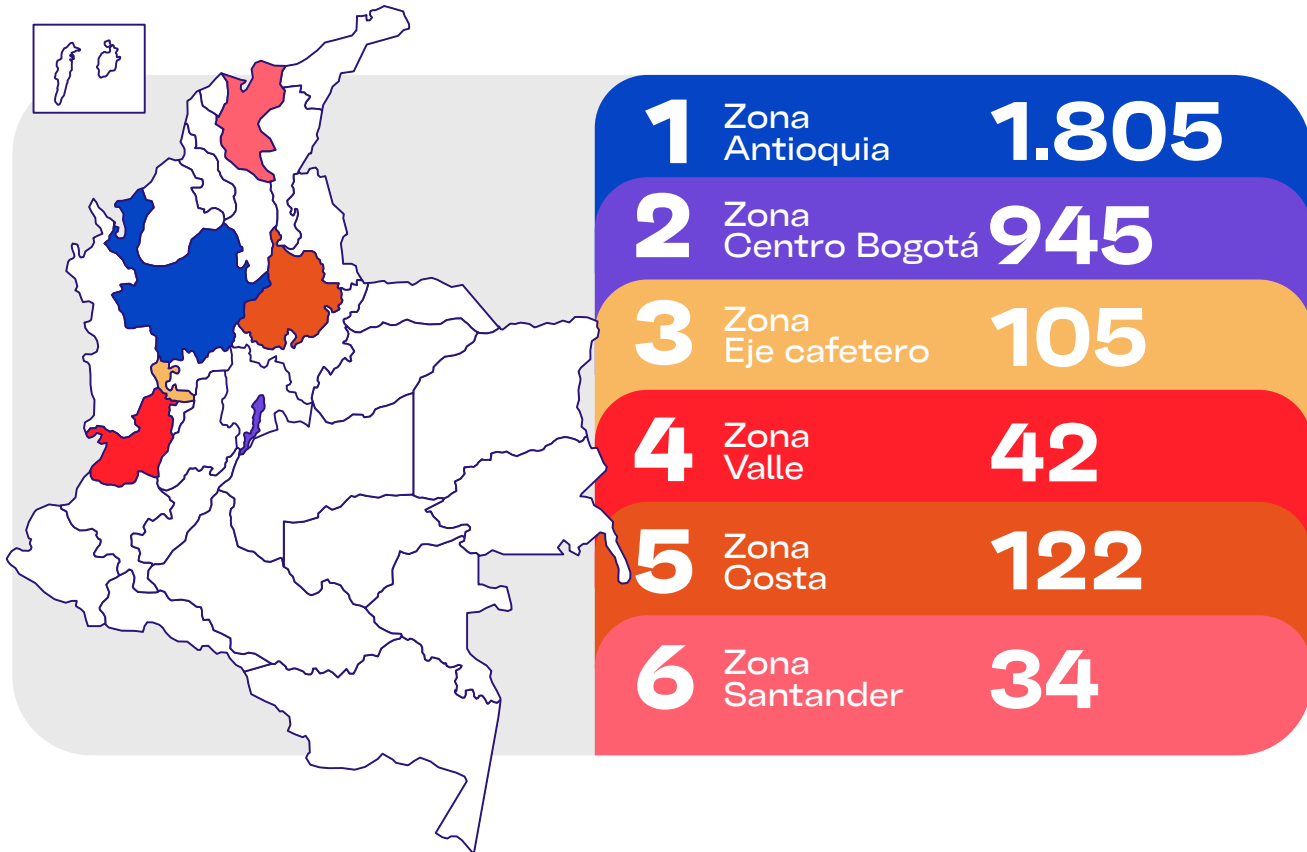 1 Zona Antioquia 1.805
2 Zona Centro Bogotá 945
3 Zona Eje cafetero 105
4 Zona Valle 42
5 Zona Costa 122
6 Zona Santander 34